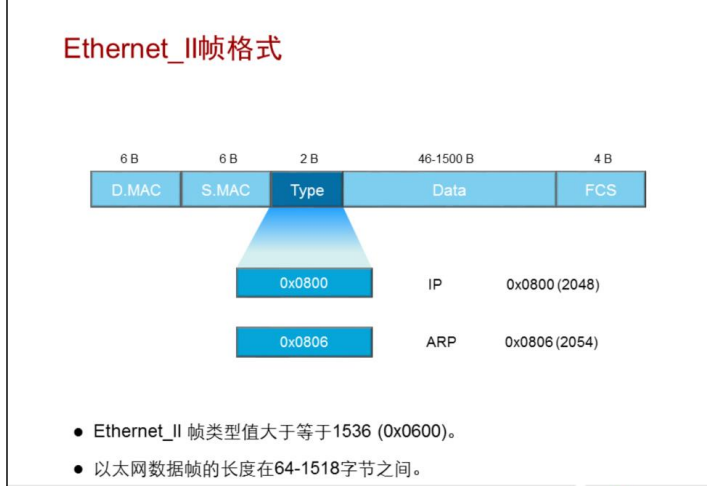 Ethernet_II帧格式
6 B 6 B 2 B 46-1500 B 4 B
D.MAC S.MAC Type Data FCS
0x0800 IP 0x0800 (2048)
0x0806 ARP 0x0806 (2054)
● Ethernet_II 帧类型值大于等于1536 (0x0600)。
● 以太网数据帧的长度在64-1518字节之间。